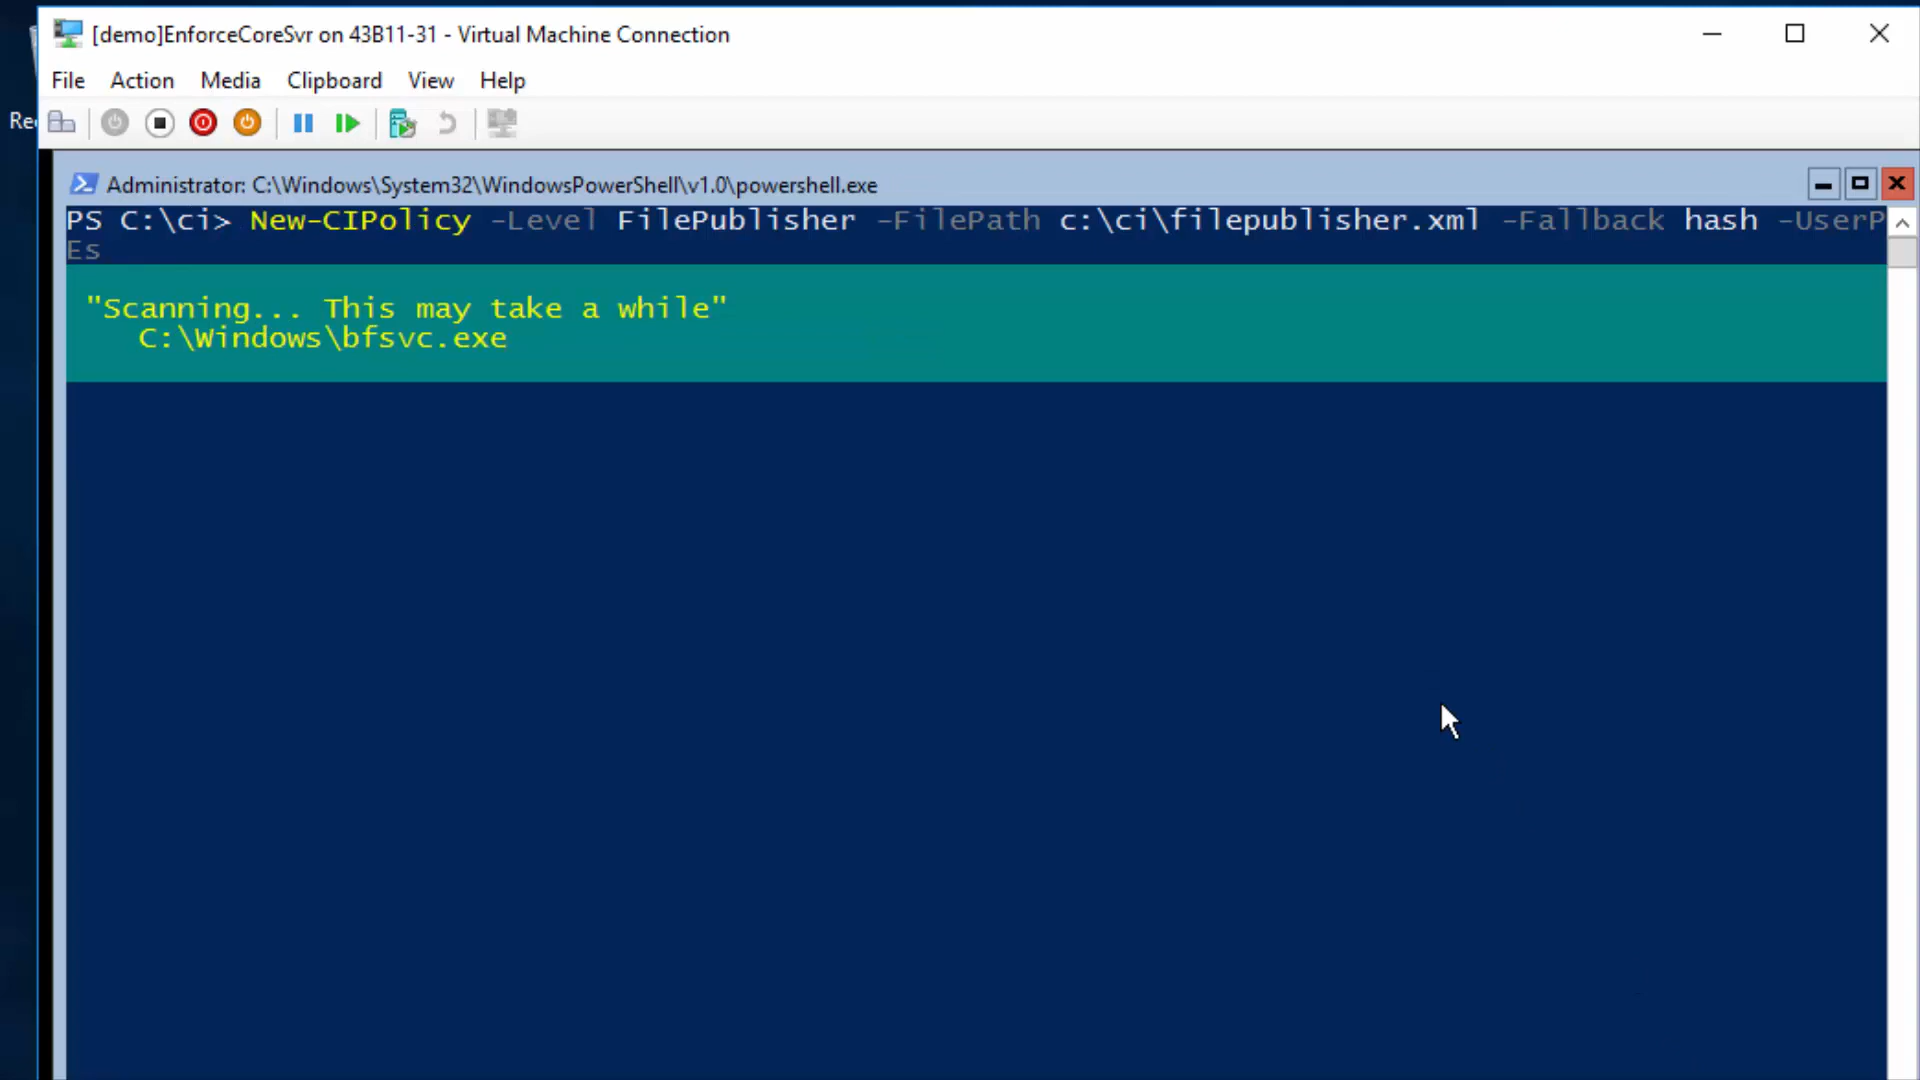 [demo]EnforceCoreSvr on 43B11-31 - Virtual Machine Connection
File Action Media Clipboard View Help
Rec
Administrator: C:\Windows\System32\WindowsPowerShell\v1.0\powershell.exe
PS C:\ci> New-CIPolicy -Level FilePublisher -FilePath c:\ci\filepublisher.xml -Fallback hash -UserP
Es
"Scanning... This may take a while"
C:\Windows\bfsvc.exe